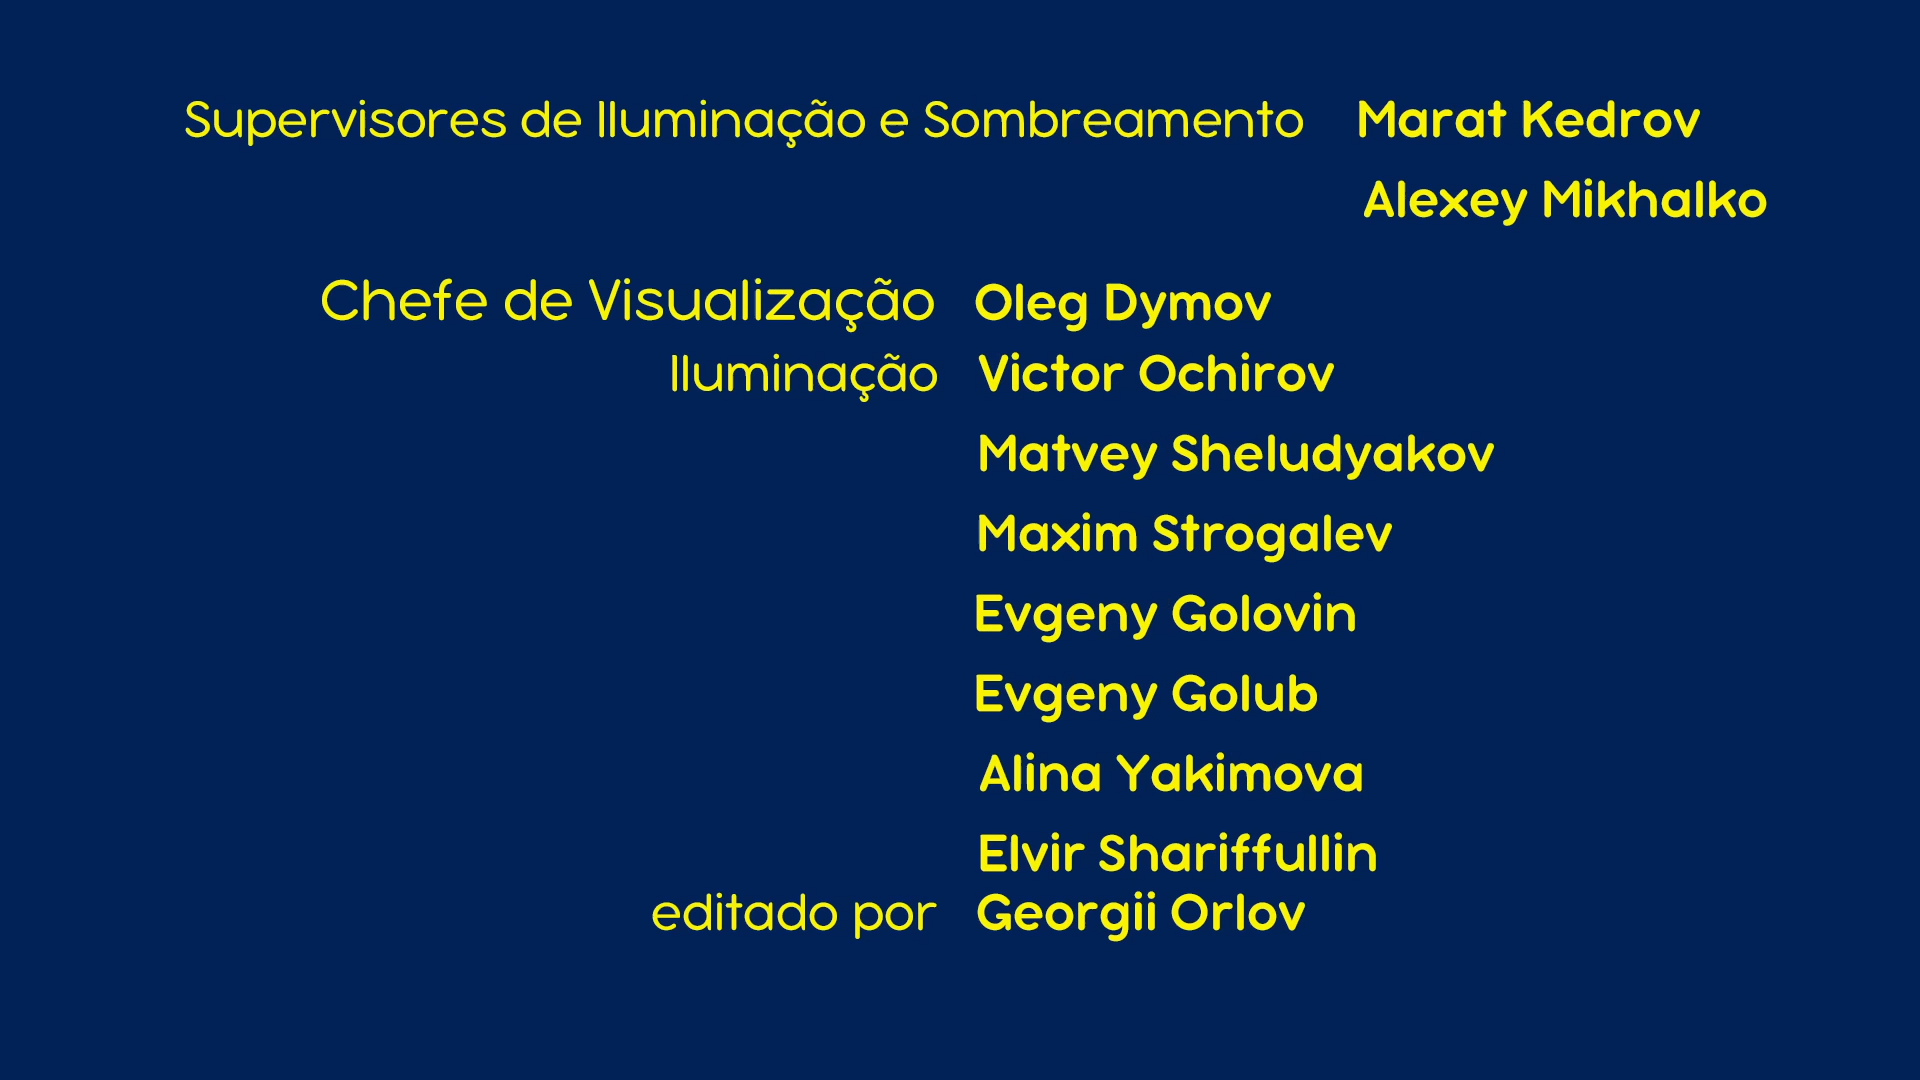 Supervisores de Iluminação e Sombreamento Marat Kedrov
Alexey Mikhalko
Chefe de Visualização Oleg Dymov
Iluminação Victor Ochirov
Matvey Sheludyakov
Maxim Strogalev
Evgeny Golovin
Evgeny Golub
Alina Yakimova
Elvir Shariffullin
editado por Georgii Orlov